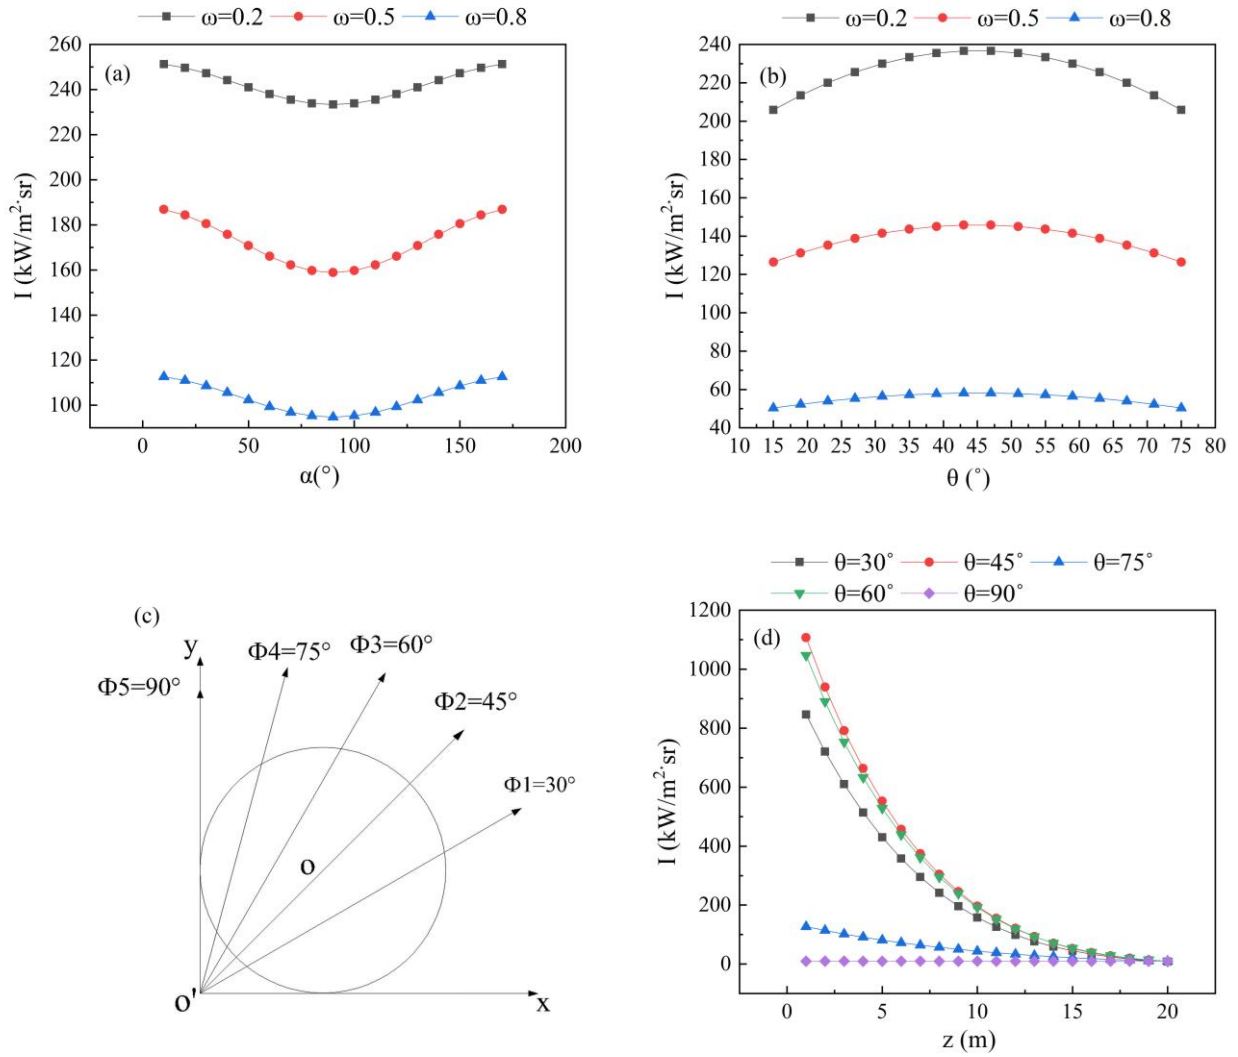 ω=0.2 ω=0.5 ω=0.8
(a)
260
240
220
200
180
160
140
120
100
I (kW/m²·sr)
0 50 100 150 200
α(°)
ω=0.2 ω=0.5 ω=0.8
(b)
240
220
200
180
160
140
120
100
80
60
40
I (kW/m²·sr)
10 15 20 25 30 35 40 45 50 55 60 65 70 75 80
θ (°)
(c)
y
Φ5=90°
Φ4=75°
Φ3=60°
Φ2=45°
Φ1=30°
O
O'
x
θ=30° θ=45° θ=75°
θ=60° θ=90°
(d)
1200
1000
800
600
400
200
0
I (kW/m²·sr)
0 5 10 15 20
z (m)